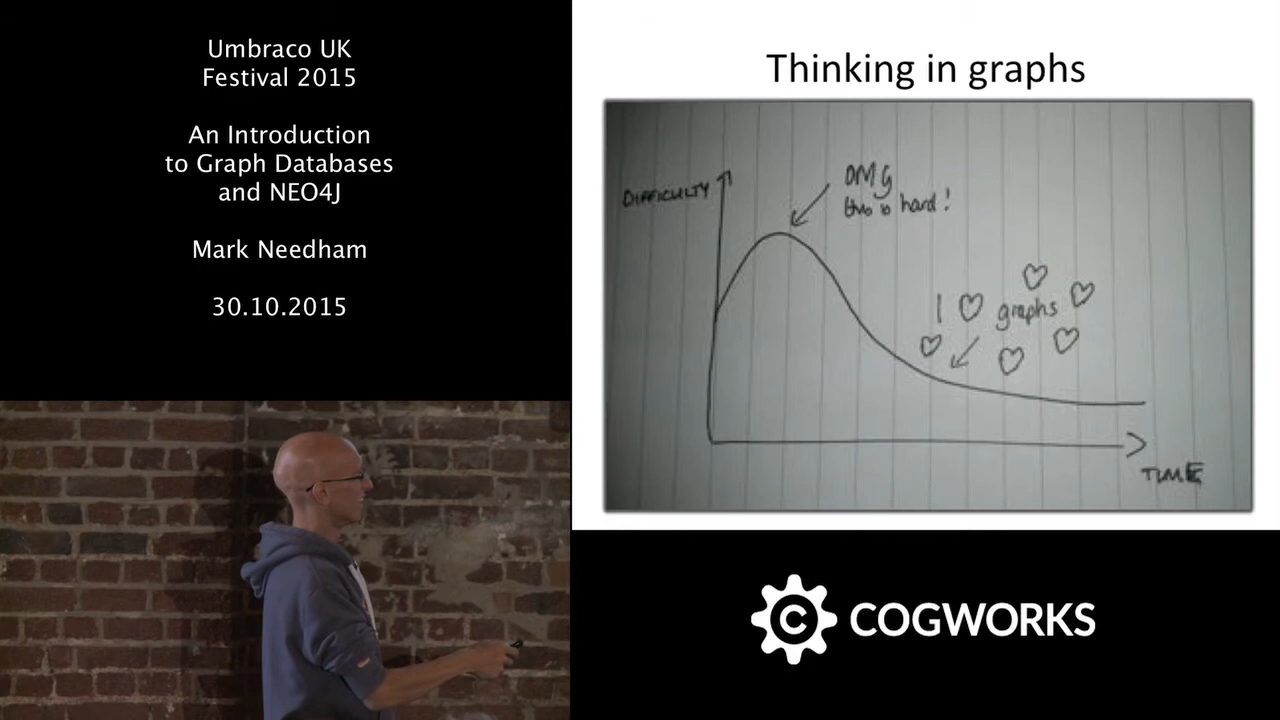 Umbraco UK
Festival 2015
An Introduction
to Graph Databases
and NEO4J
Mark Needham
30.10.2015
Thinking in graphs
DIFFICULTY
OMG
this is hard!
I ♡ graphs
TIME
C COGWORKS